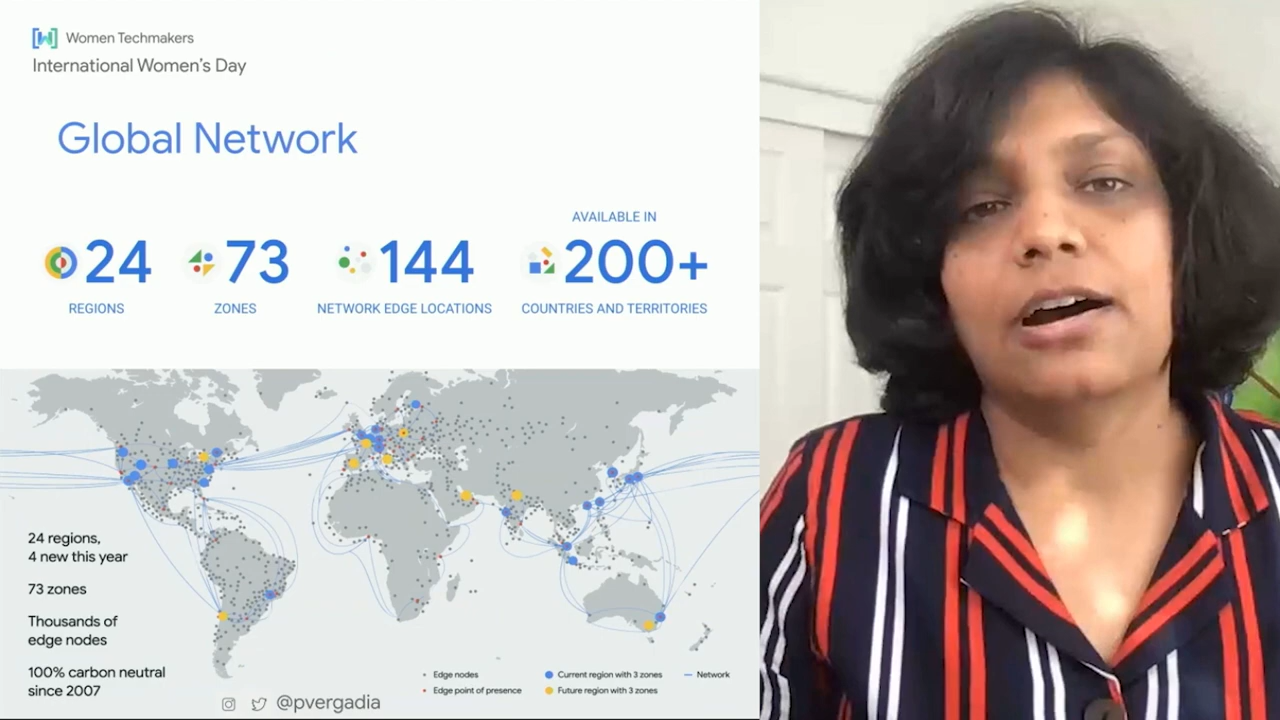 Women Techmakers
International Women's Day
Global Network
AVAILABLE IN
24 73 144 200+
REGIONS ZONES NETWORK EDGE LOCATIONS COUNTRIES AND TERRITORIES
24 regions,
4 new this year
73 zones
Thousands of
edge nodes
100% carbon neutral
since 2007
Edge nodes Current region with 3 zones Network
Edge point of presence Future region with 3 zones
@pvergadia